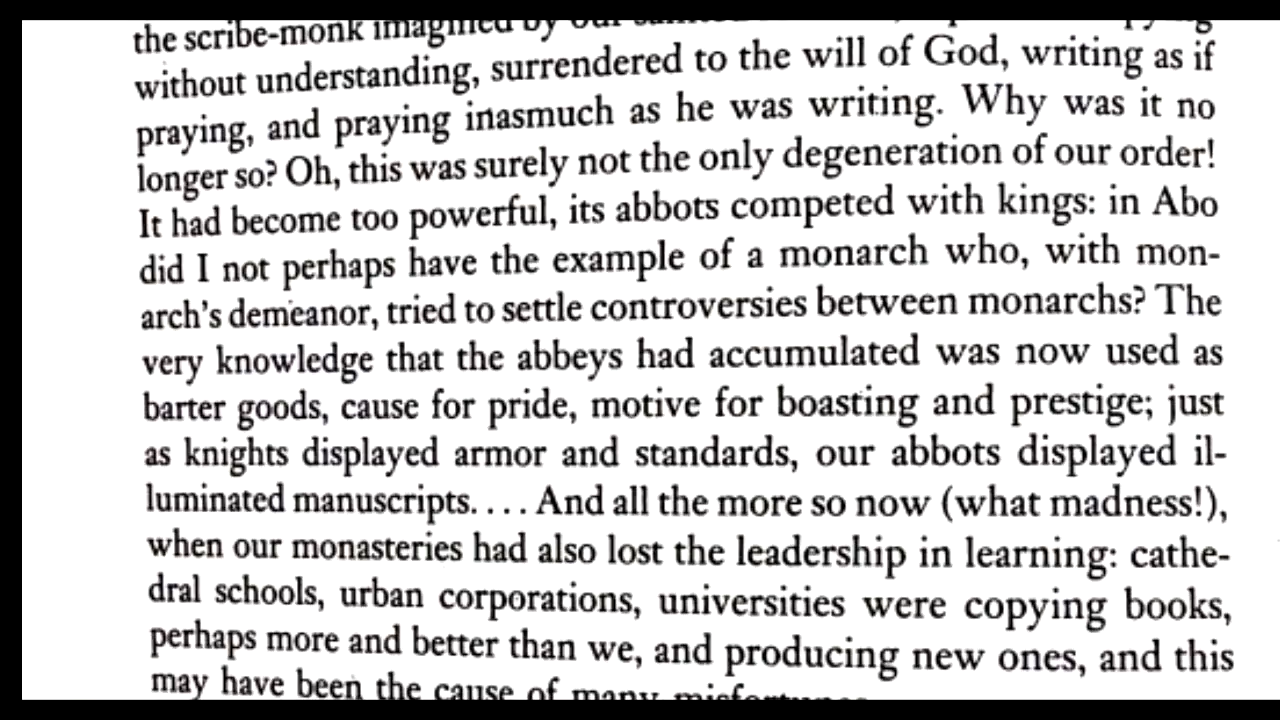 the scribe-monk imagined by our
without understanding, surrendered to the will of God, writing as if
praying, and praying inasmuch as he was writing. Why was it no
longer so? Oh, this was surely not the only degeneration of our order!
It had become too powerful, its abbots competed with kings: in Abo
did I not perhaps have the example of a monarch who, with mon-
arch's demeanor, tried to settle controversies between monarchs? The
very knowledge that the abbeys had accumulated was now used as
barter goods, cause for pride, motive for boasting and prestige; just
as knights displayed armor and standards, our abbots displayed il-
luminated manuscripts. . . . And all the more so now (what madness!),
when our monasteries had also lost the leadership in learning: cathe-
dral schools, urban corporations, universities were copying books,
perhaps more and better than we, and producing new ones, and this
may have been the cause of many